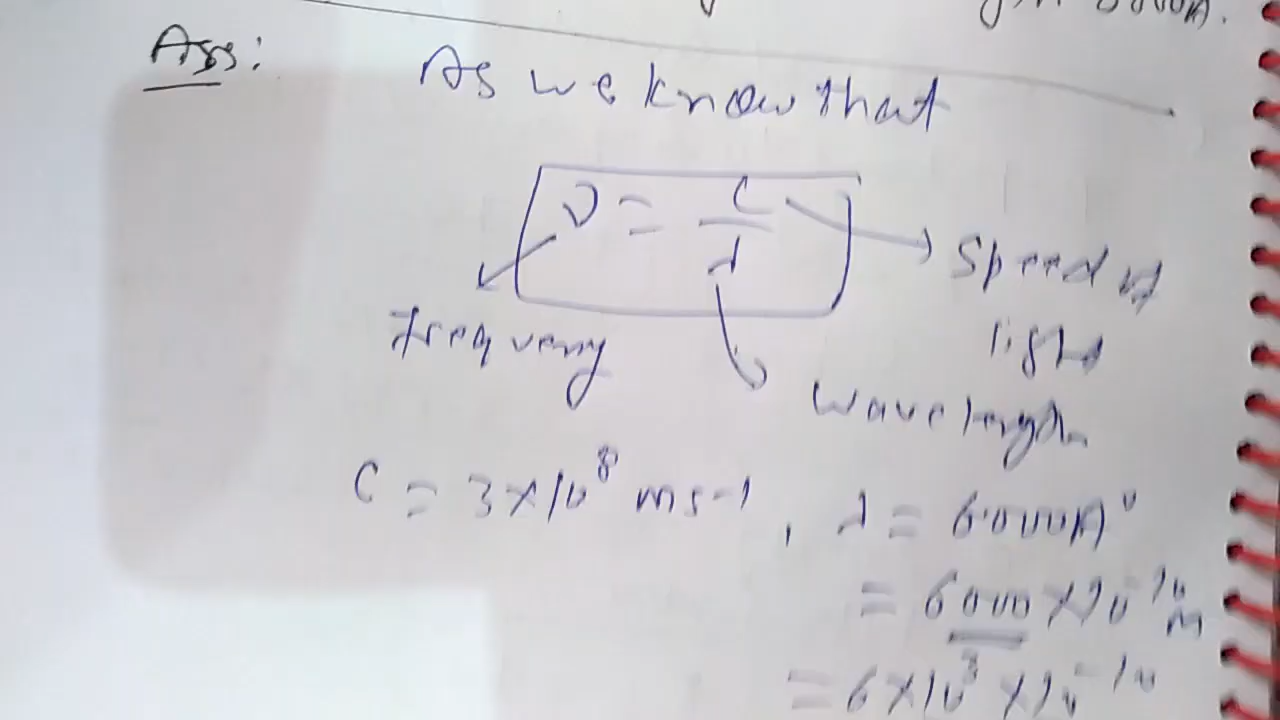 Ans: As we know that
ν = c/λ
Speed of
light
frequency
wavelength
C = 3×10⁸ ms-1, λ = 6000A⁰
= 6000 × 10⁻¹⁰ m
= 6×10³ × 10⁻¹⁰